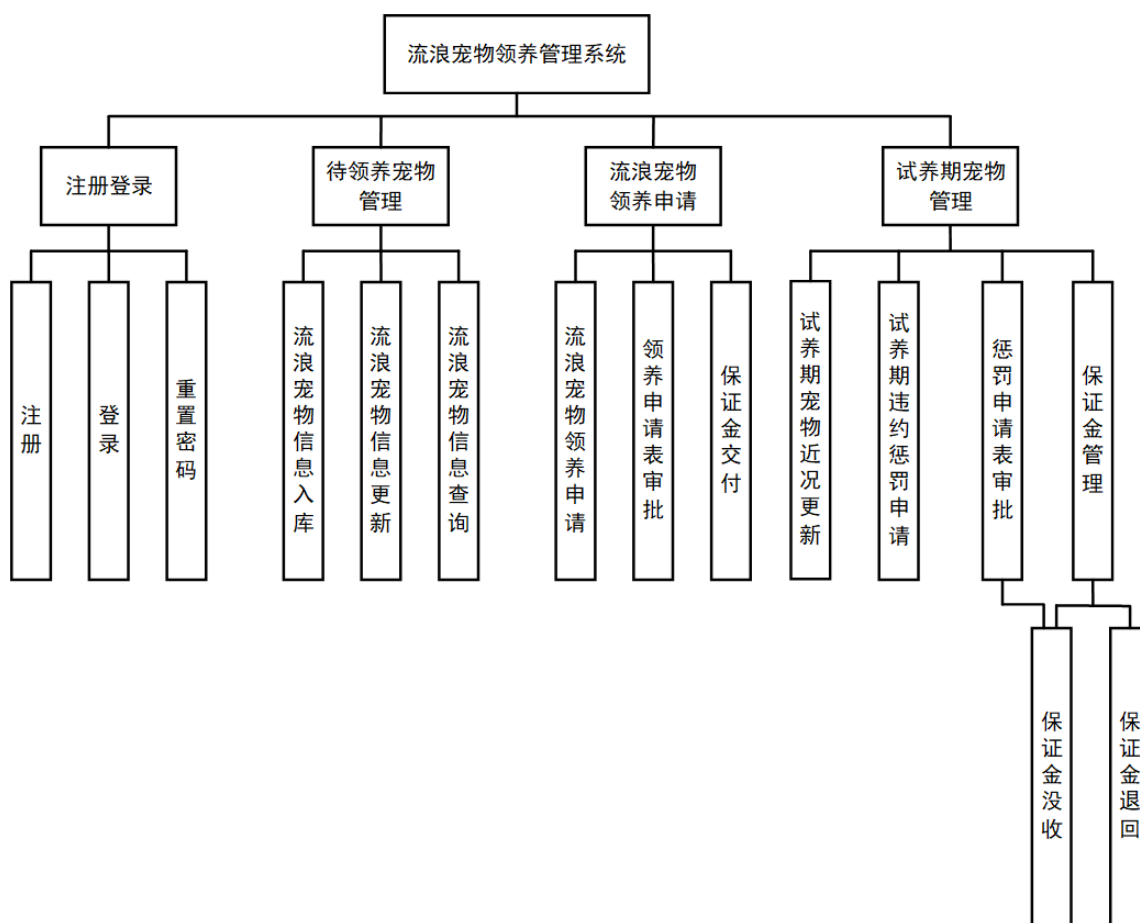 流浪宠物领养管理系统
注册登录
待领养宠物
管理
流浪宠物
领养申请
试养期宠物
管理
注册
登录
重置密码
流浪宠物信息入库
流浪宠物信息更新
流浪宠物信息查询
流浪宠物领养申请
领养申请表审批
保证金交付
试养期宠物近况更新
试养期违约惩罚申请
惩罚申请表审批
保证金管理
保证金没收
保证金退回